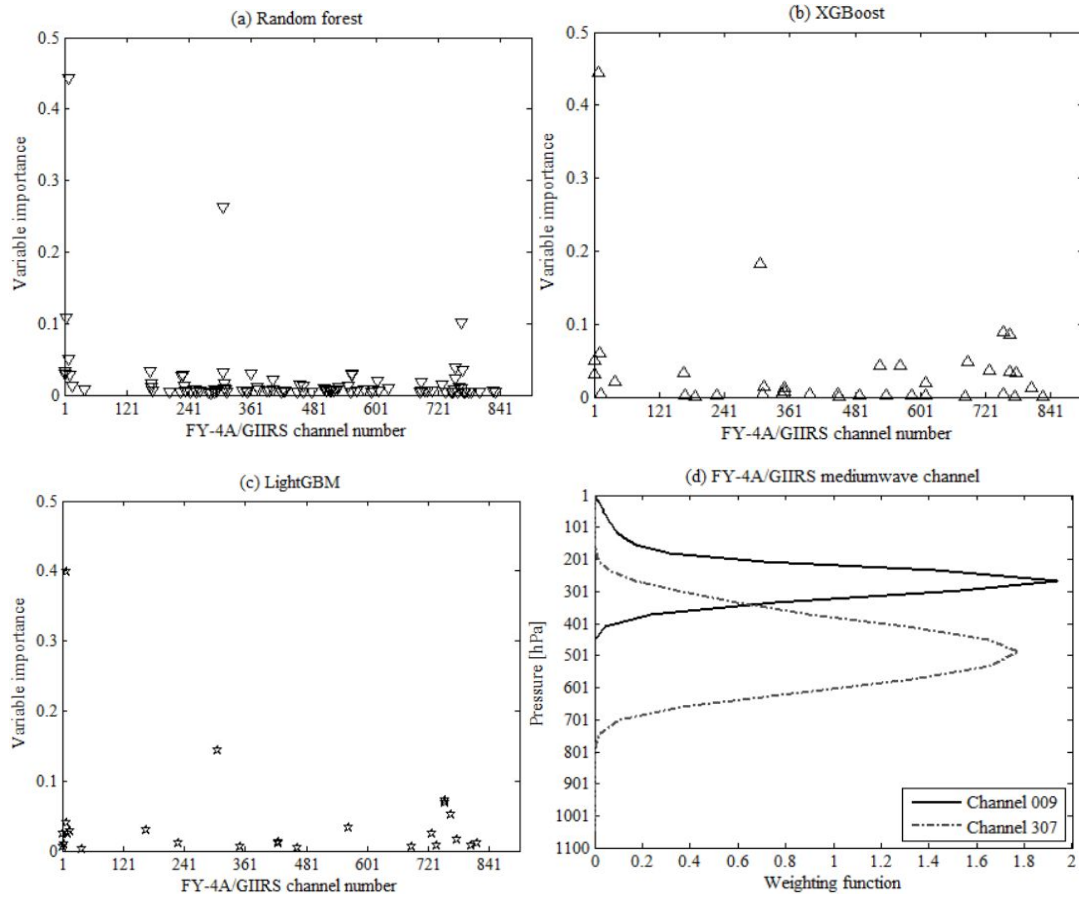 (a) Random forest
0.5
0.4
0.3
0.2
0.1
0
Variable importance
1 121 241 361 481 601 721 841
FY-4A/GIIRS channel number
(b) XGBoost
0.5
0.4
0.3
0.2
0.1
0
Variable importance
1 121 241 361 481 601 721 841
FY-4A/GIIRS channel number
(c) LightGBM
0.5
0.4
0.3
0.2
0.1
0
Variable importance
1 121 241 361 481 601 721 841
FY-4A/GIIRS channel number
(d) FY-4A/GIIRS mediumwave channel
1
101
201
301
401
501
601
701
801
901
1001
1100
Pressure [hPa]
Channel 009
Channel 307
0 0.2 0.4 0.6 0.8 1 1.2 1.4 1.6 1.8 2
Weighting function